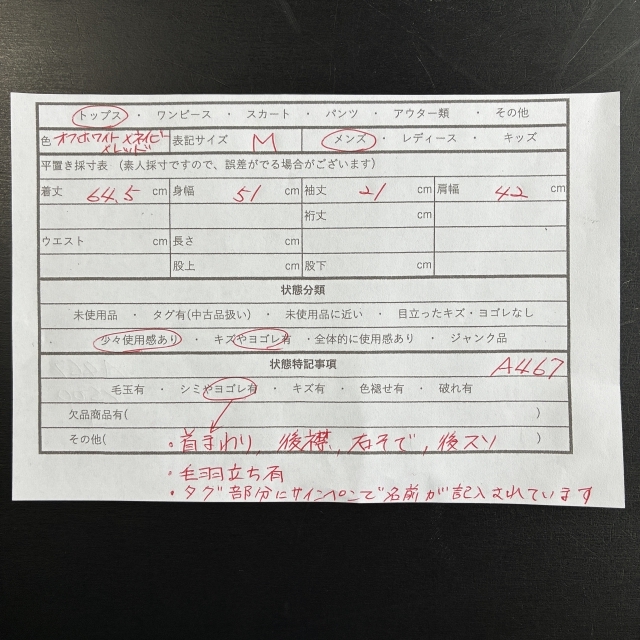 トップス ・ ワンピース ・ スカート ・ パンツ ・ アウター類 ・ その他
色 オフホワイト×ネイビー×レッド 表記サイズ M メンズ ・ レディース ・ キッズ
平置き採寸表 (素人採寸ですので、誤差がでる場合がございます)
着丈 64.5 cm 身幅 51 cm 袖丈 21 cm 肩幅 42 cm
裄丈 cm
ウエスト cm 長さ cm
股上 cm 股下 cm
状態分類
未使用品 ・ タグ有(中古品扱い) ・ 未使用品に近い ・ 目立ったキズ・ヨゴレなし
・ 少々使用感あり ・ キズやヨゴレ有 ・全体的に使用感あり ・ ジャンク品
状態特記事項 A467
毛玉有 ・ シミやヨゴレ有 ・ キズ有 ・ 色褪せ有 ・ 破れ有
欠品商品有( )
その他( ・首まわり, 後襟, 右そで, 後スソ )
・毛羽立ち有
・タグ部分にサインペンで名前が記入されています